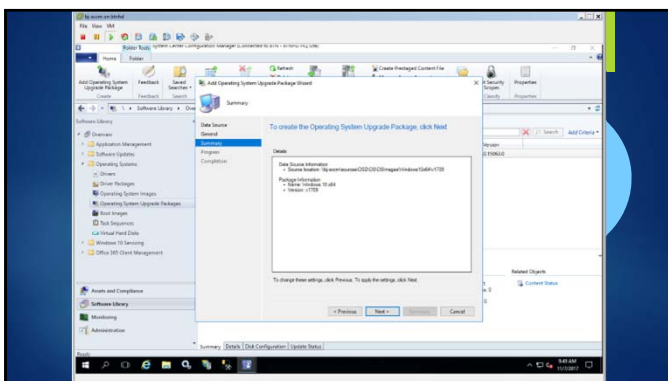 File View VM
Folder Tools System Center Configuration Manager
Home Folder
Add Operating System
Upgrade Package
Feedback
Saved
Searches
Refresh
Create Prestaged Content File
Properties
Create
Feedback
Search
Classify
Properties
Software Library
Search
Add Criteria
Software Library
Overview
Application Management
Software Updates
Operating Systems
Drivers
Driver Packages
Operating System Images
Operating System Upgrade Packages
Boot Images
Task Sequences
Virtual Hard Disks
Windows 10 Servicing
Office 365 Client Management
Assets and Compliance
Software Library
Monitoring
Administration
Ready
Add Operating System Upgrade Package Wizard
Summary
Data Source
General
Summary
Progress
Completion
To create the Operating System Upgrade Package, click Next
Details
Data Source Information
Package Information
• Name: Windows 10 x64
• Version: v1709
To change these settings, click Previous. To apply the settings, click Next.
< Previous
Next >
Summary
Cancel
Version
Related Objects
Content Status
Summary Details Disk Configuration Update Status
9:49 AM
11/7/2017